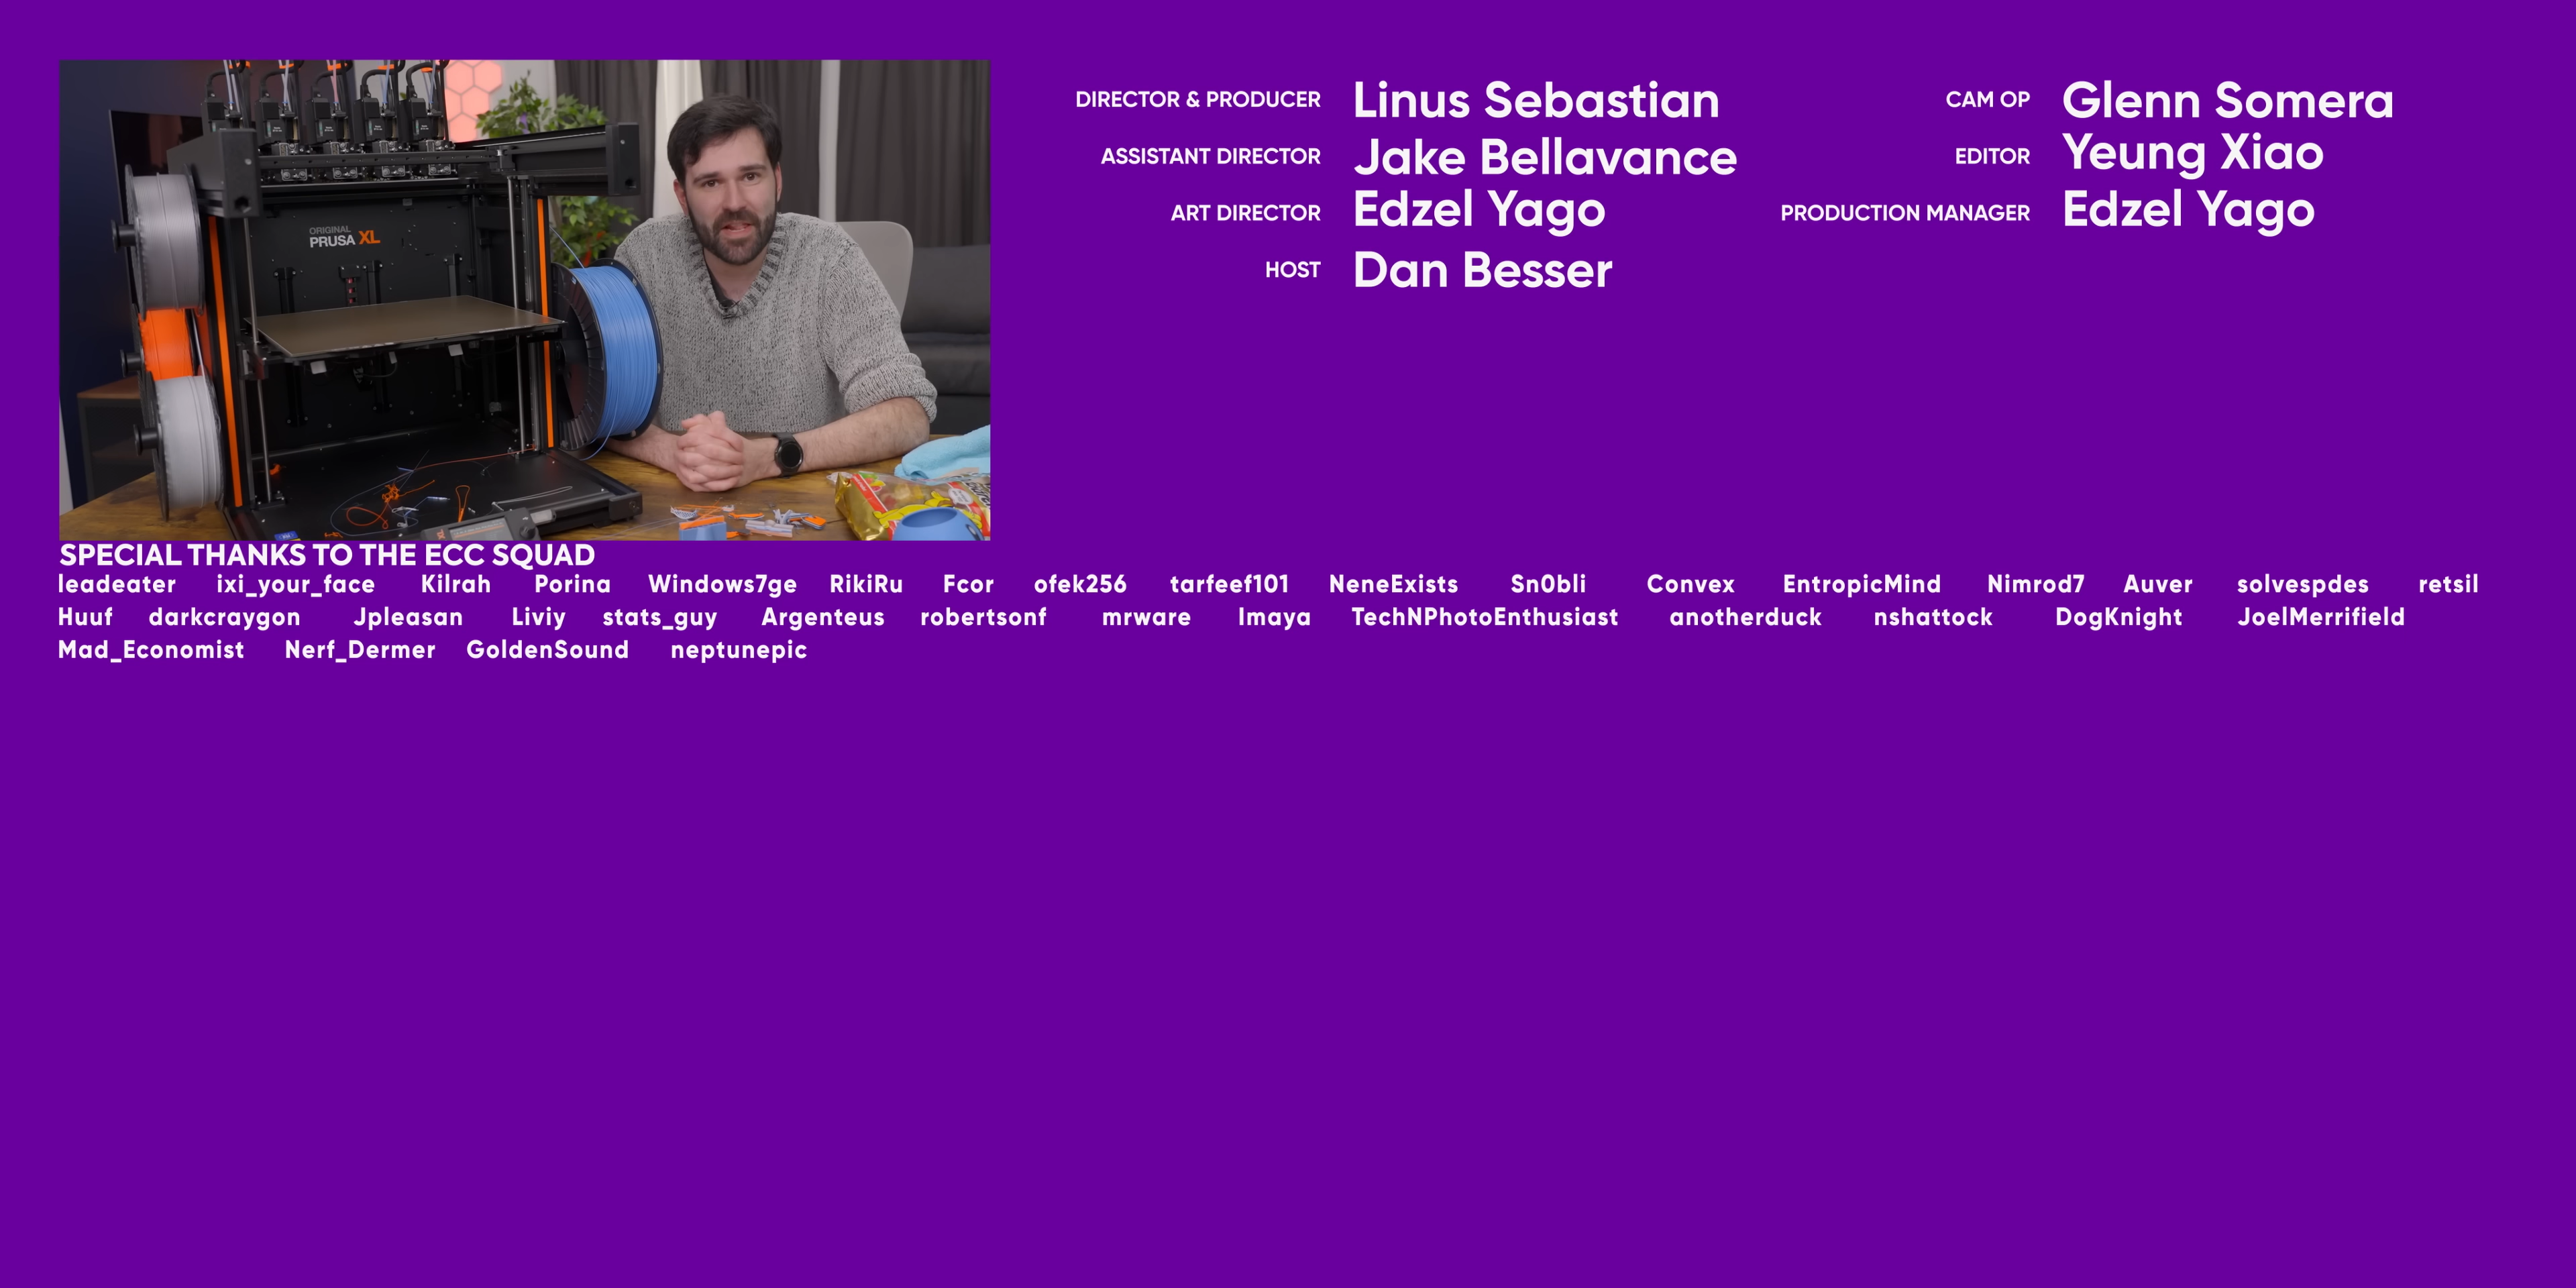 ORIGINAL
PRUSA XL
DIRECTOR & PRODUCER Linus Sebastian
ASSISTANT DIRECTOR Jake Bellavance
ART DIRECTOR Edzel Yago
HOST Dan Besser
CAM OP Glenn Somera
EDITOR Yeung Xiao
PRODUCTION MANAGER Edzel Yago
SPECIAL THANKS TO THE ECC SQUAD
leadeater ixi_your_face Kilrah Porina Windows7ge RikiRu Fcor ofek256 tarfeef101 NeneExists Sn0bli Convex EntropicMind Nimrod7 Auver solvespdes retsil
Huuf darkcraygon Jpleasan Liviy stats_guy Argenteus robertsonf mrware Imaya TechNPhotoEnthusiast anotherduck nshattock DogKnight JoelMerrifield
Mad_Economist Nerf_Dermer GoldenSound neptunepic